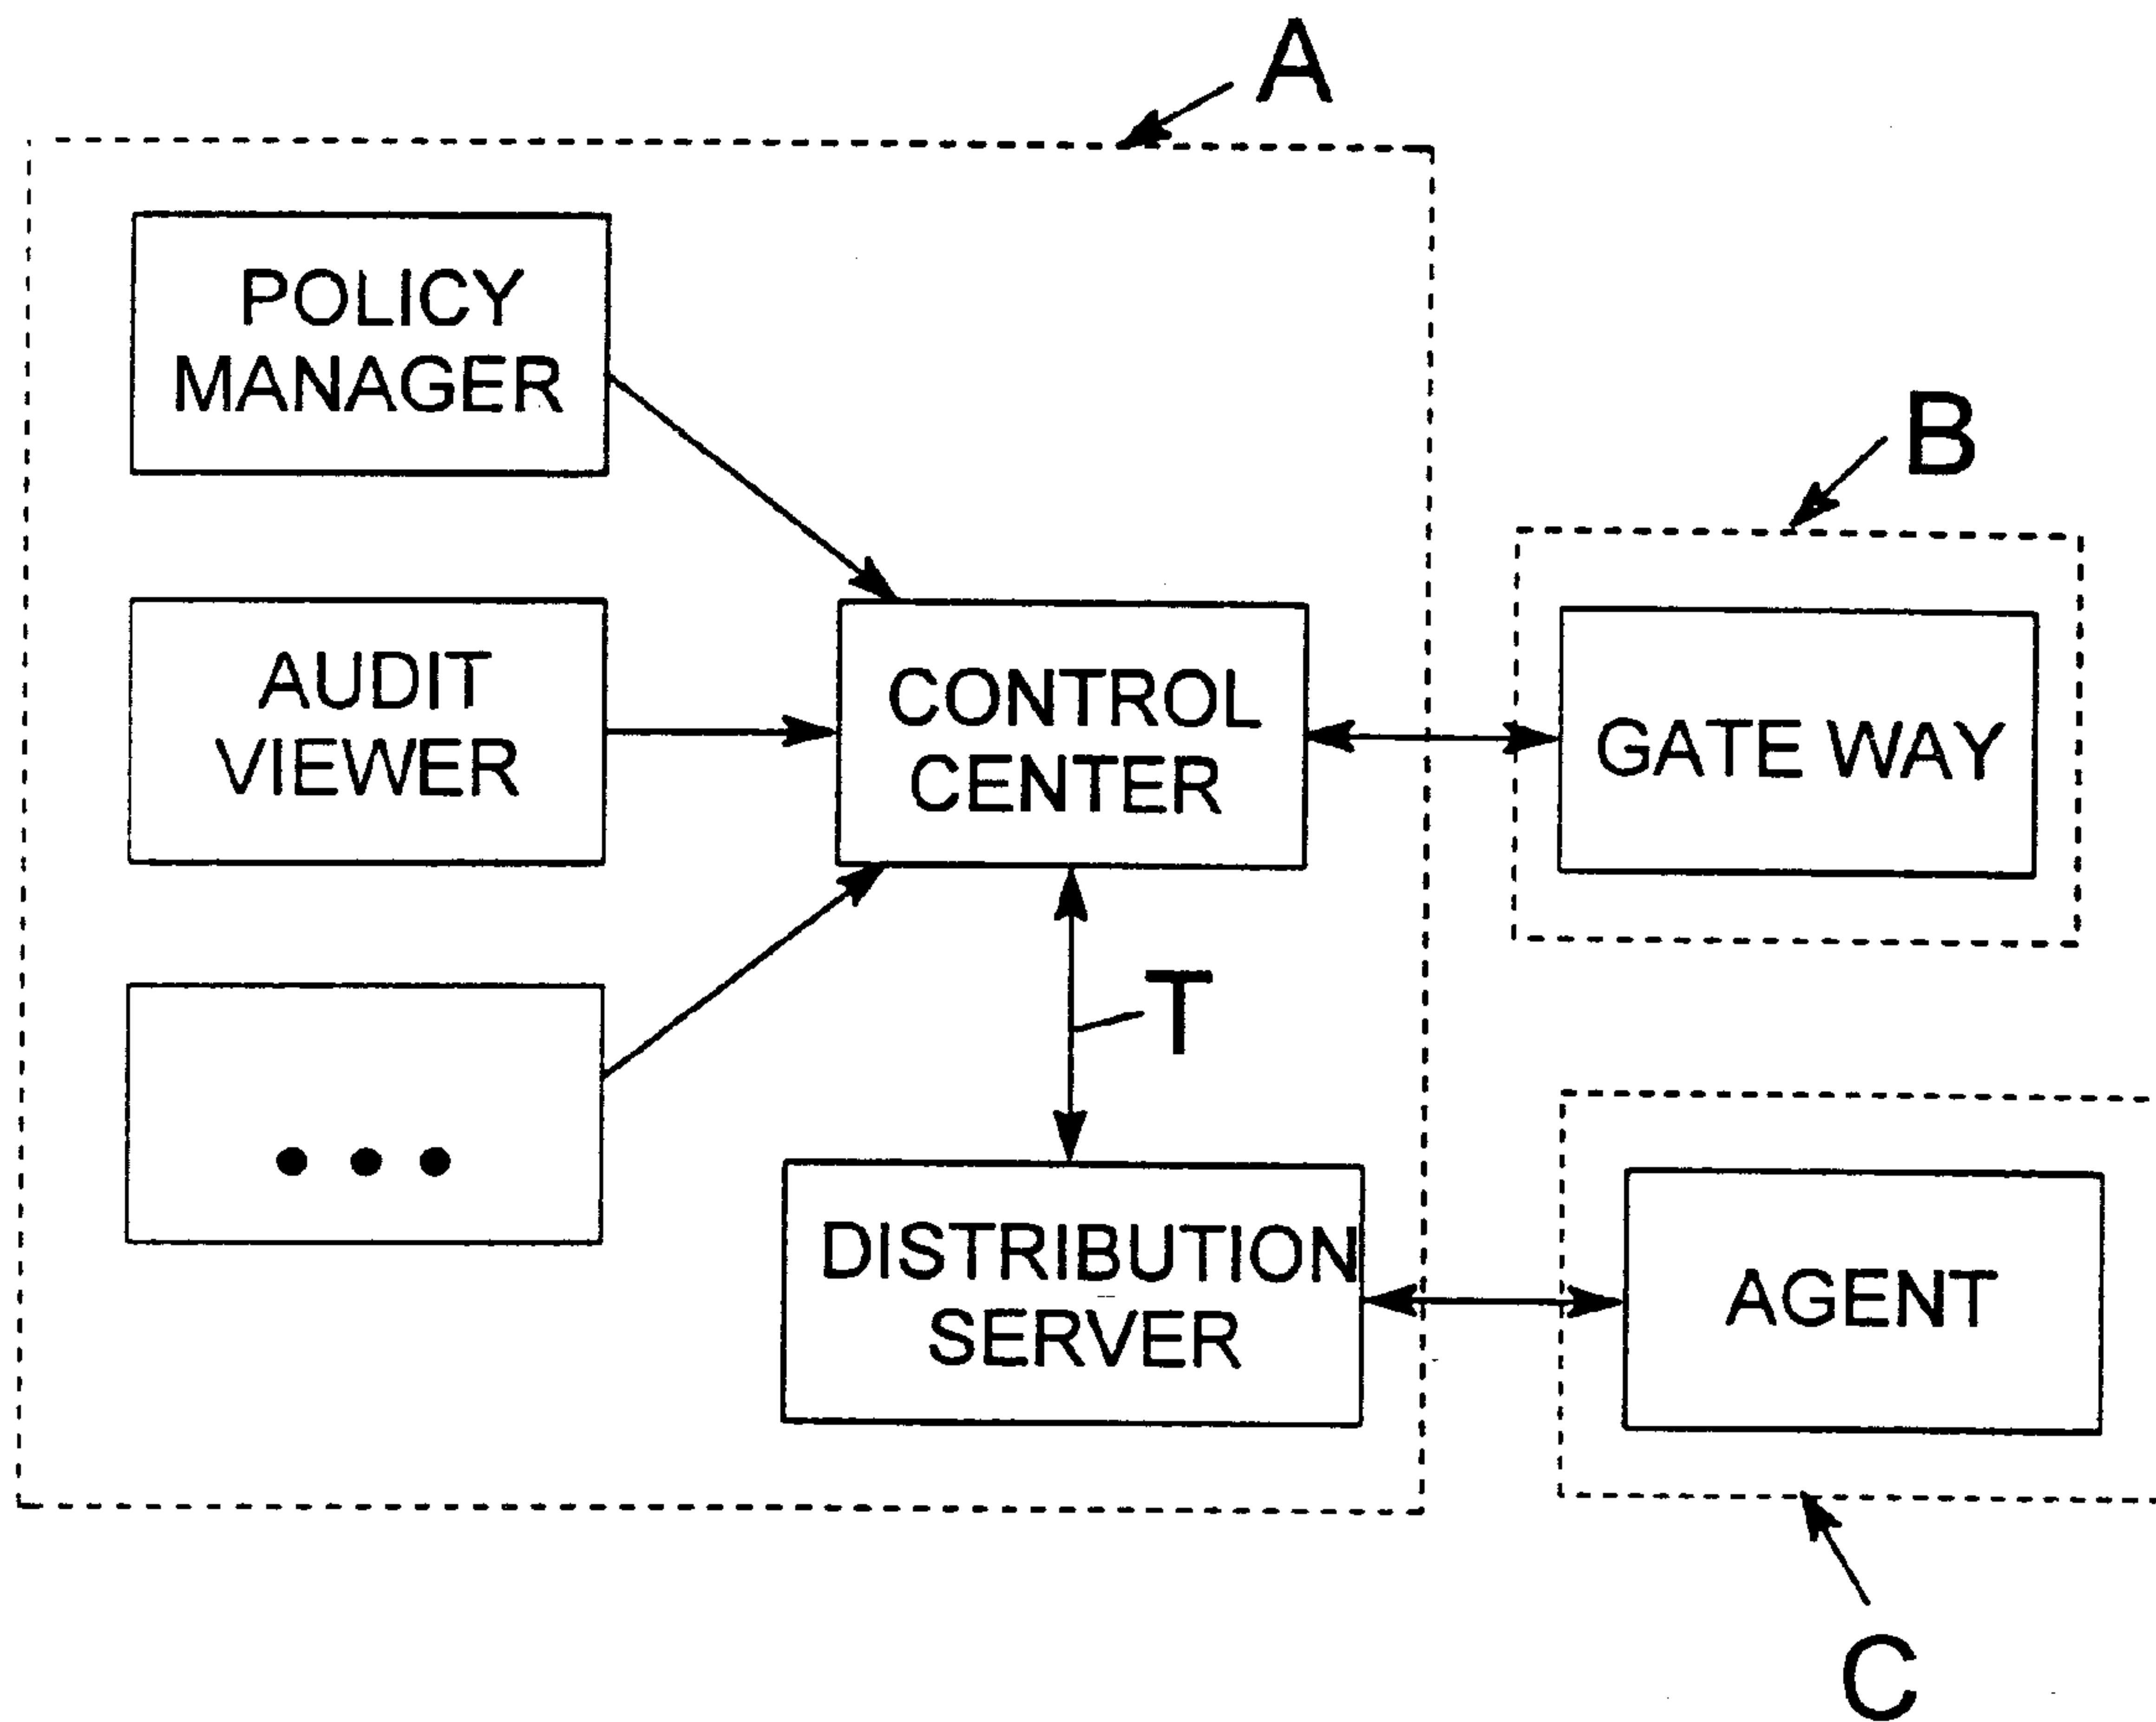 A
POLICY
MANAGER
B
AUDIT
VIEWER
CONTROL
CENTER
GATE WAY
T
• • •
DISTRIBUTION
SERVER
AGENT
C